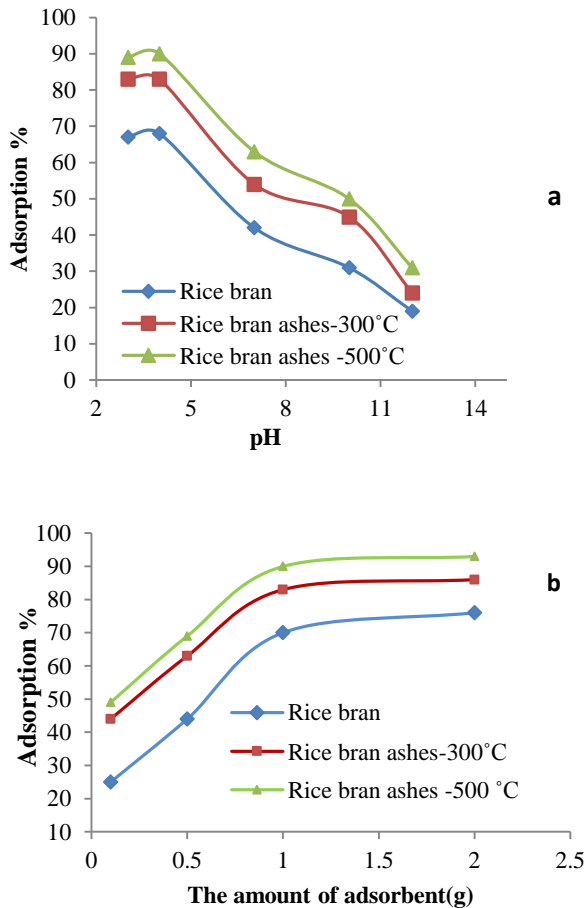 100
90
80
70
60
50
40
30
20
10
0
Adsorption %
a
Rice bran
Rice bran ashes-300˚C
Rice bran ashes -500˚C
2 5 8 11 14
pH
100
90
80
70
60
50
40
30
20
10
Adsorption %
b
Rice bran
Rice bran ashes-300˚C
Rice bran ashes -500 ˚C
0 0.5 1 1.5 2 2.5
The amount of adsorbent(g)